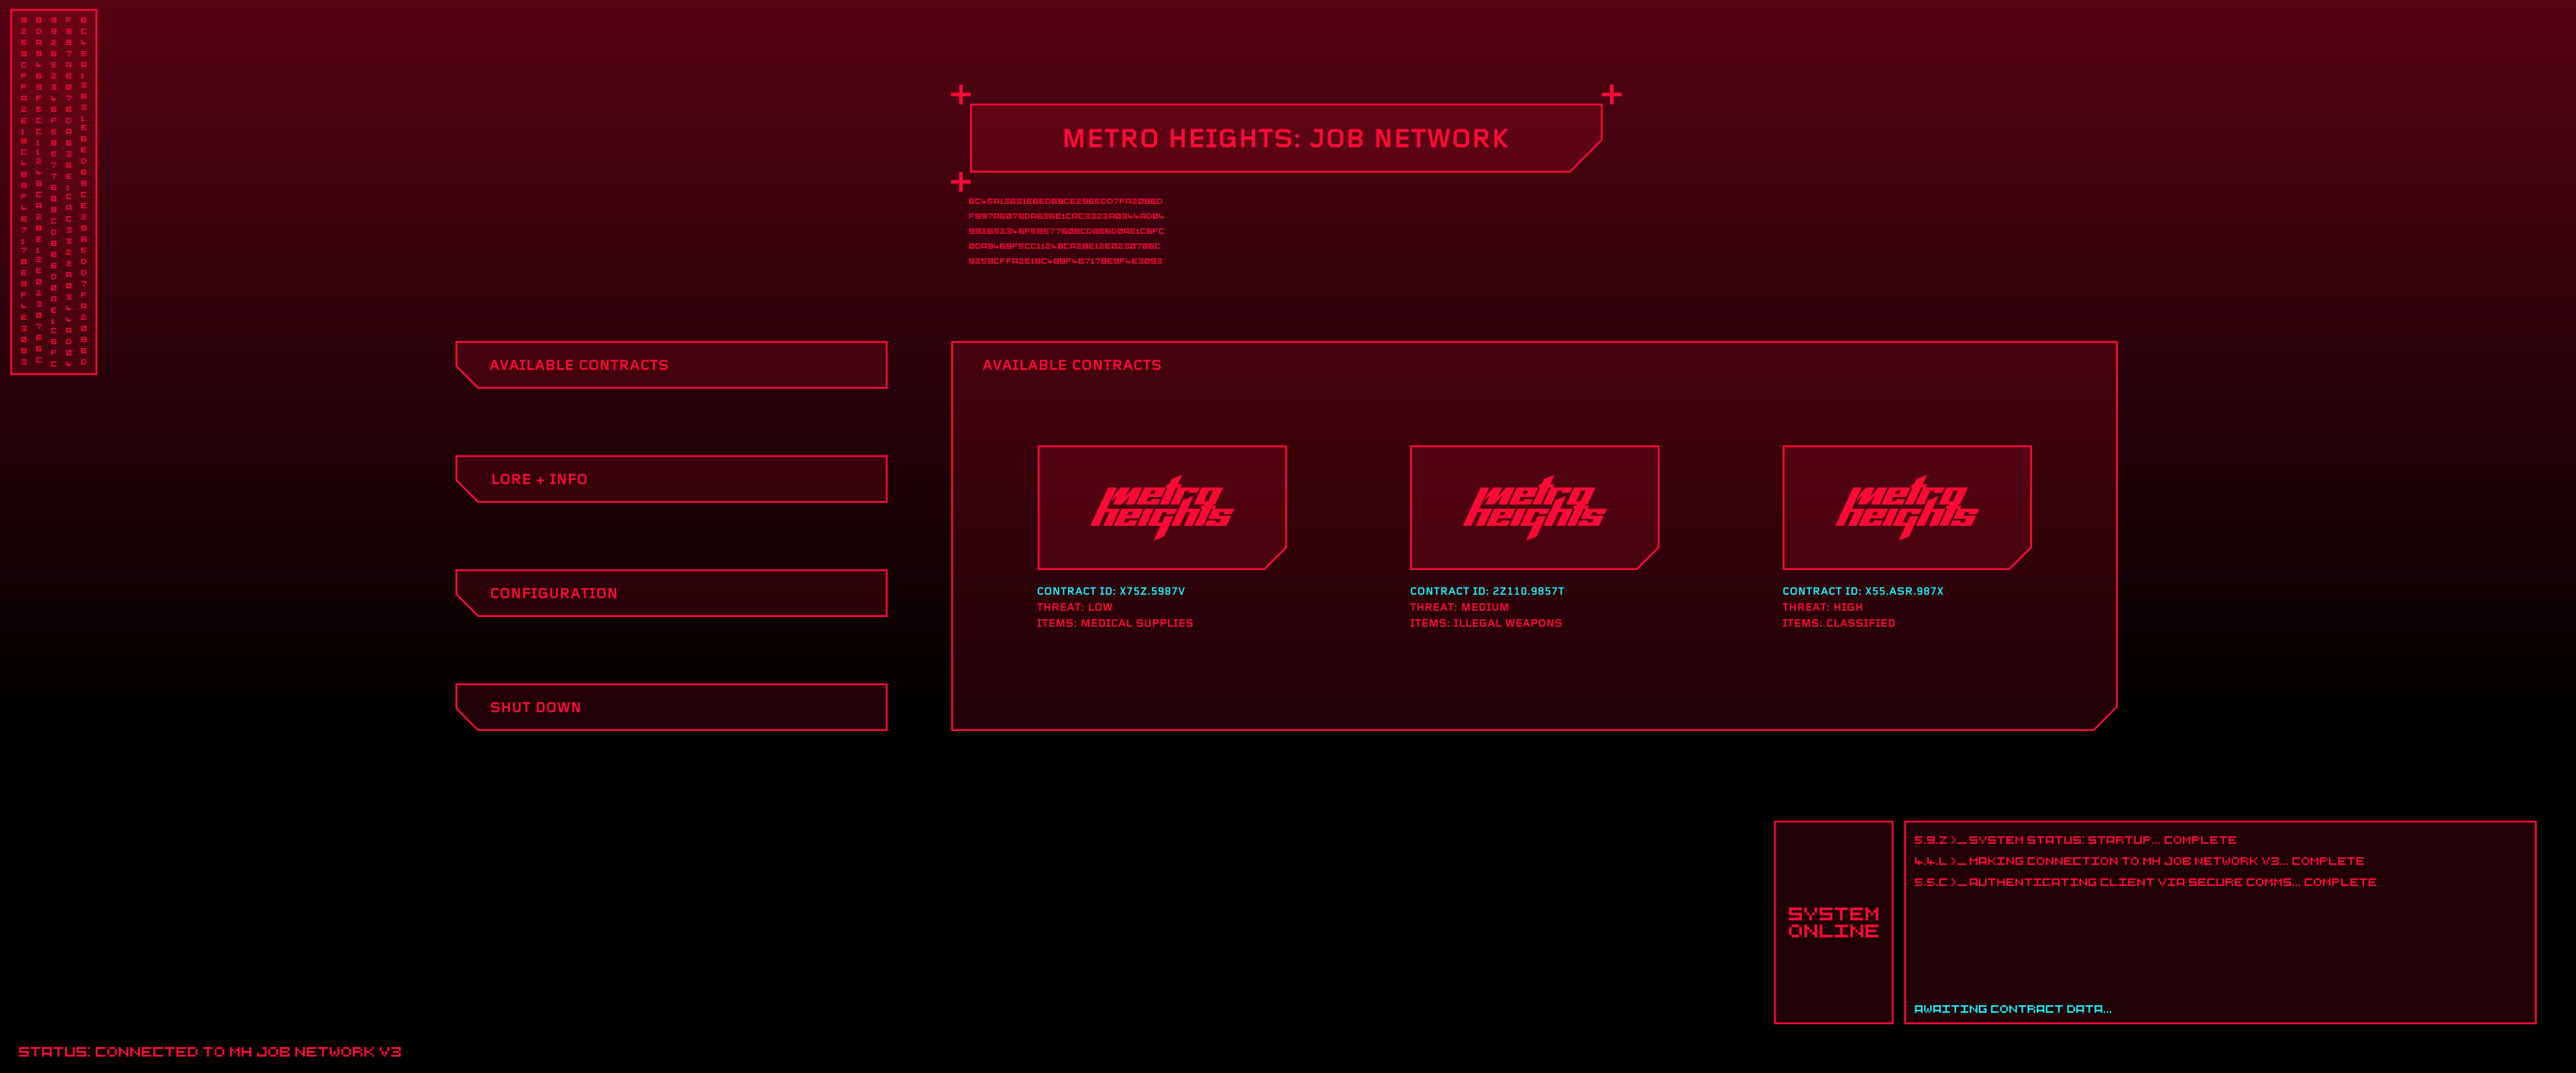 METRO HEIGHTS: JOB NETWORK
6C45A13631E6ED69CE2965DD7FA2096D
F997AB076DA636E1CAC3322A0344AD04
0DA9469F5CC11248CA28E12E0230786C
AVAILABLE CONTRACTS
LORE + INFO
CONFIGURATION
SHUT DOWN
AVAILABLE CONTRACTS
metro
heights
CONTRACT ID: X75Z.5987V
THREAT: LOW
ITEMS: MEDICAL SUPPLIES
metro
heights
CONTRACT ID: 2Z110.9857T
THREAT: MEDIUM
ITEMS: ILLEGAL WEAPONS
metro
heights
CONTRACT ID: X55.ASR.987X
THREAT: HIGH
ITEMS: CLASSIFIED
SYSTEM
ONLINE
5.9.Z >_ SYSTEM STATUS: STARTUP... COMPLETE
4.4.L >_ MAKING CONNECTION TO MH JOB NETWORK V3... COMPLETE
5.5.C >_ AUTHENTICATING CLIENT VIA SECURE COMMS... COMPLETE
AWAITING CONTRACT DATA...
STATUS: CONNECTED TO MH JOB NETWORK V3